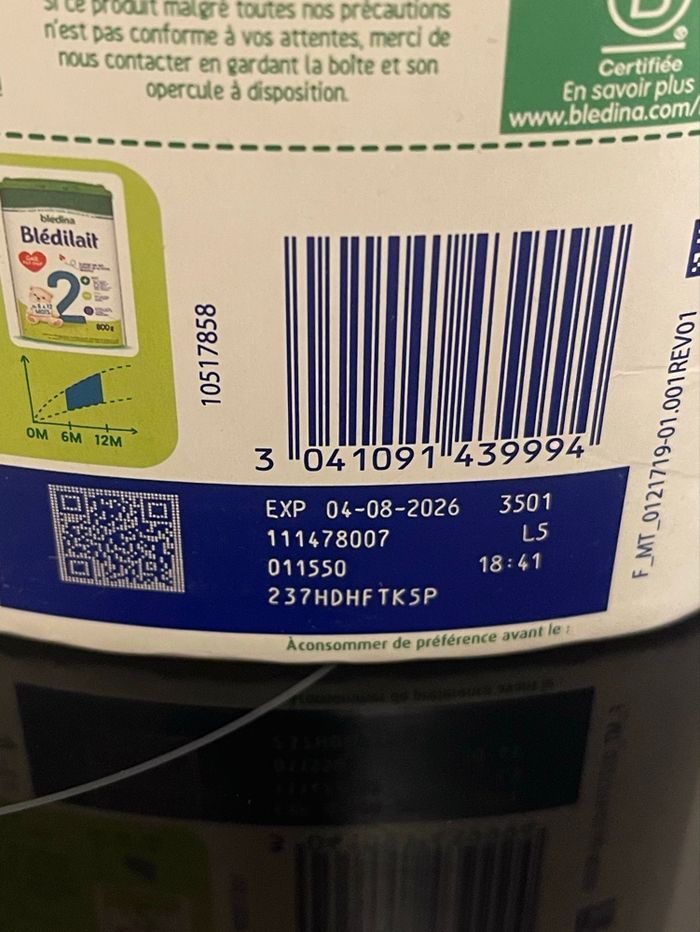 si ce produit malgré toutes nos précautions
n'est pas conforme à vos attentes, merci de
nous contacter en gardant la boîte et son
opercule à disposition.
B
Certifiée
En savoir plus
www.bledina.com/
bledina
Blédilait
2
800g
0M 6M 12M
10517858
3 041091 439994
F_MT_0121719-01.001REV01
EXP 04-08-2026 3501
111478007 L5
011550 18:41
237HDHFTKSP
À consommer de préférence avant le :